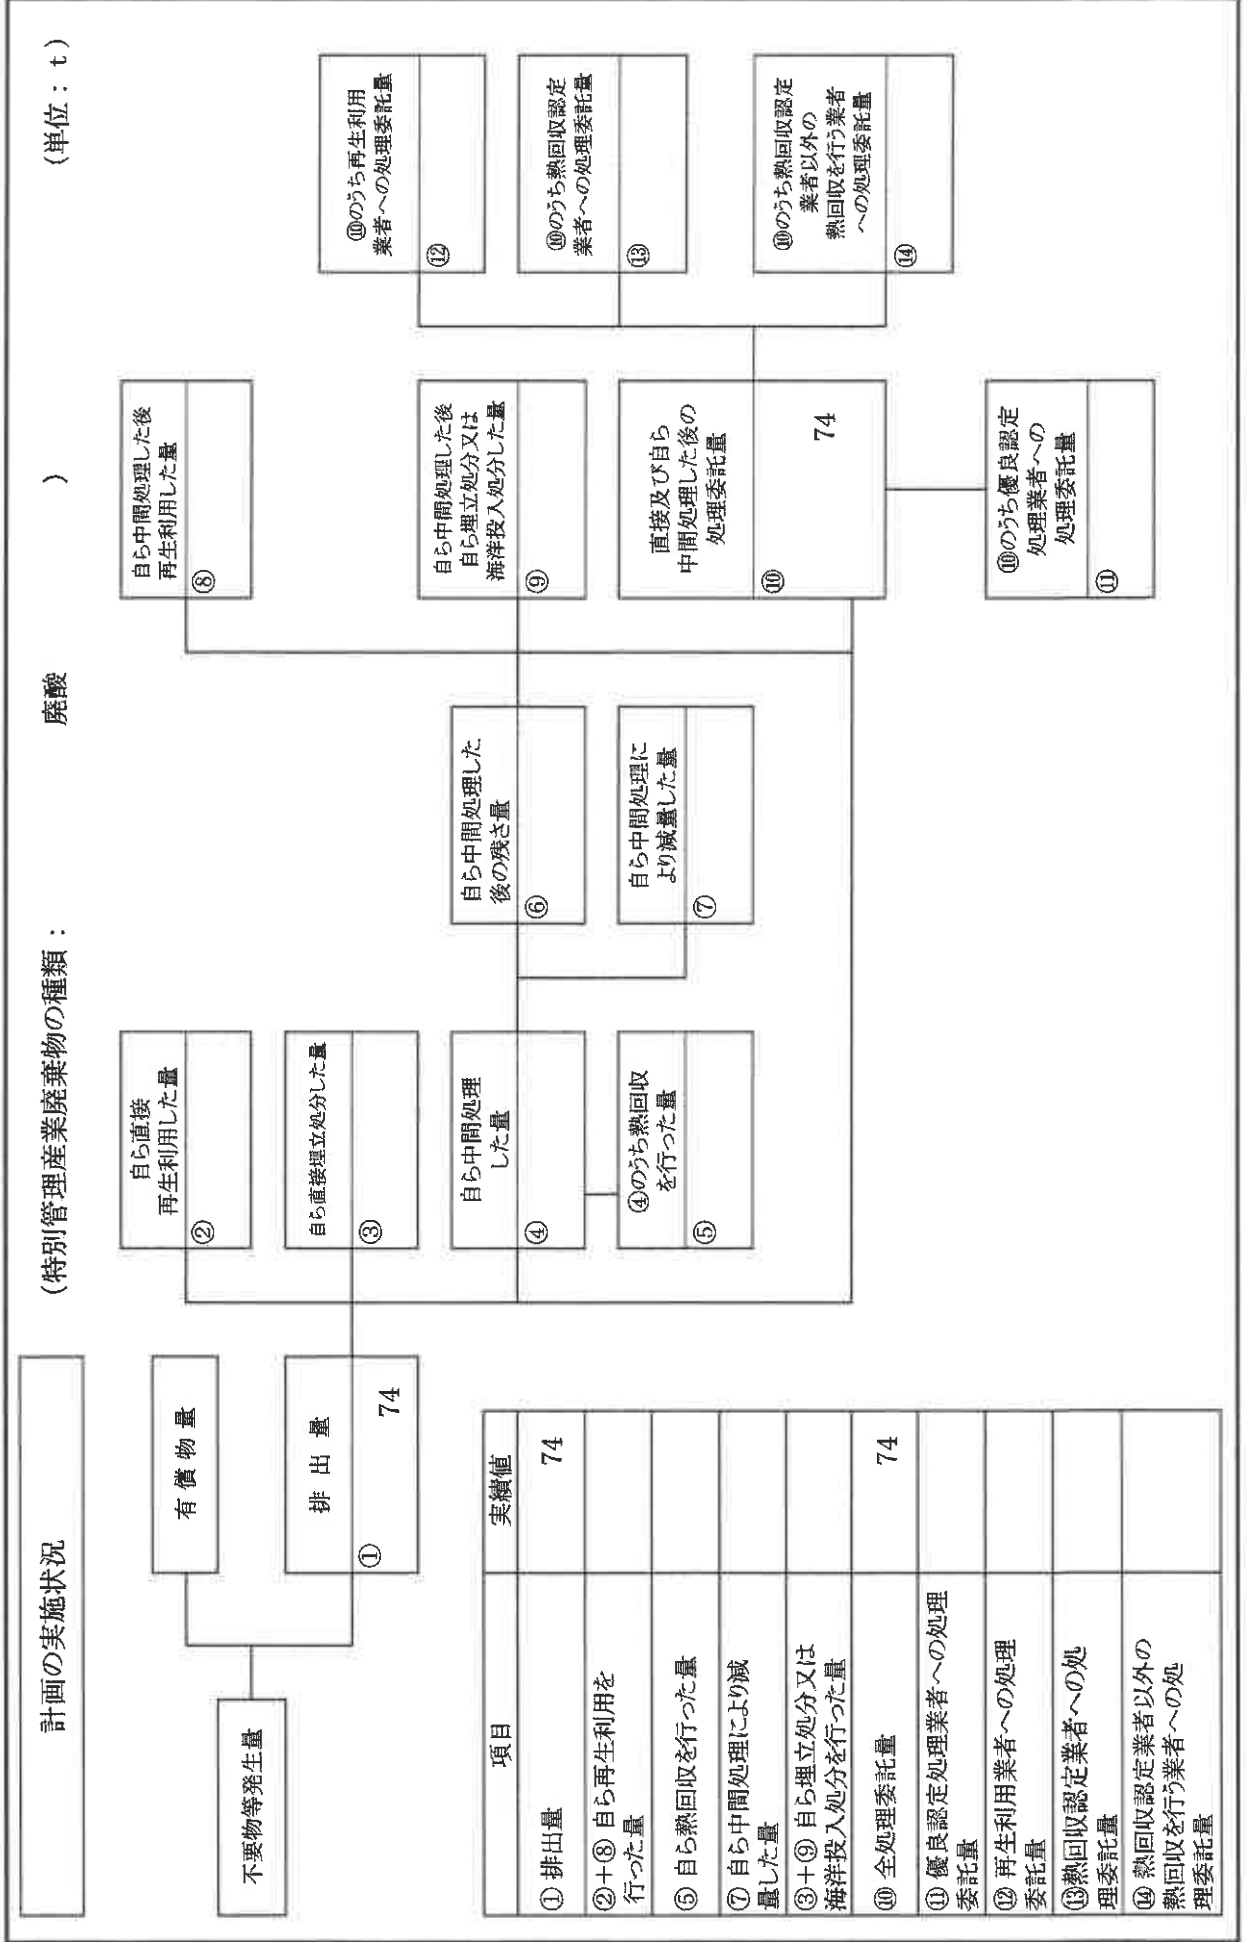 計画の実施状況
(特別管理産業廃棄物の種類：　廃酸　)
(単位：t)
不要物等発生量
有償物量
排出量
①
74
自ら直接
再生利用した量
②
自ら直接埋立処分した量
③
自ら中間処理
した量
④
④のうち熱回収
を行った量
⑤
自ら中間処理した
後の残さ量
⑥
自ら中間処理に
より減量した量
⑦
自ら中間処理した後
再生利用した量
⑧
自ら中間処理した後
自ら埋立処分又は
海洋投入処分した量
⑨
直接及び自ら
中間処理した後の
処理委託量
⑩
74
⑩のうち優良認定
処理業者への
処理委託量
⑪
⑩のうち再生利用
業者への処理委託量
⑫
⑩のうち熱回収認定
業者への処理委託量
⑬
⑩のうち熱回収認定
業者以外の
熱回収を行う業者
への処理委託量
⑭
項目 実績値
①排出量 74
②+⑧ 自ら再生利用を
行った量
⑤ 自ら熱回収を行った量
⑦ 自ら中間処理により減
量した量
③+⑨ 自ら埋立処分又は
海洋投入処分を行った量
⑩ 全処理委託量 74
⑪ 優良認定処理業者への処理
委託量
⑫ 再生利用業者への処理
委託量
⑬熱回収認定業者への処
理委託量
⑭ 熱回収認定業者以外の
熱回収を行う業者への処
理委託量